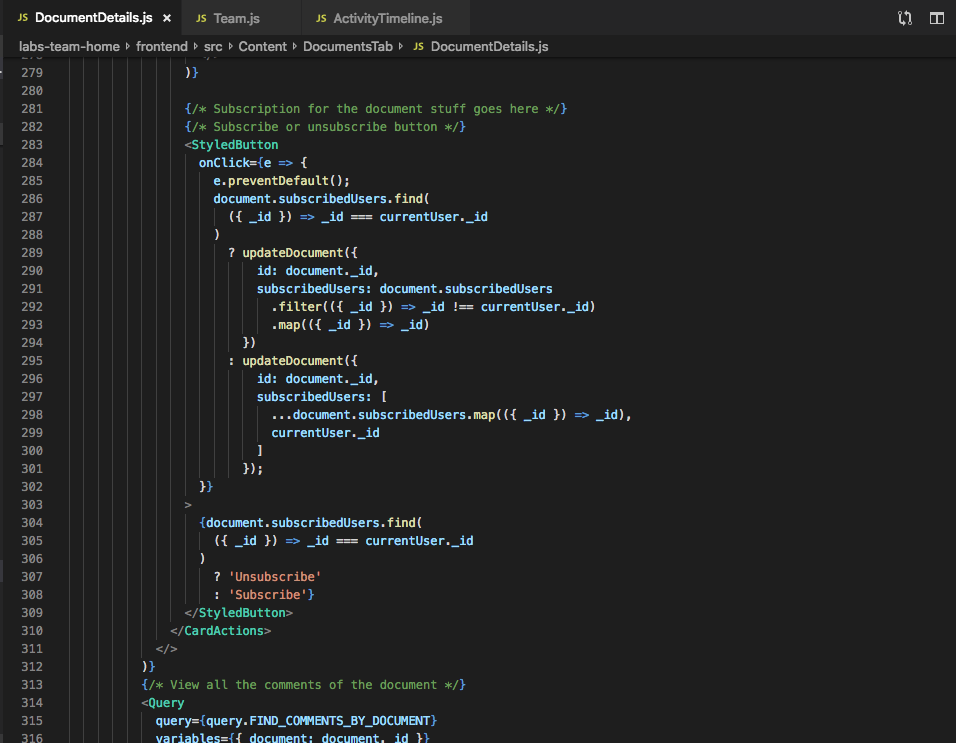 JS DocumentDetails.js × JS Team.js JS ActivityTimeline.js
labs-team-home › frontend › src › Content › DocumentsTab › JS DocumentDetails.js
279 )}
280
281 {/* Subscription for the document stuff goes here */}
282 {/* Subscribe or unsubscribe button */}
283 <StyledButton
284 onClick={e => {
285 e.preventDefault();
286 document.subscribedUsers.find(
287 ({ _id }) => _id === currentUser._id
288 )
289 ? updateDocument({
290 id: document._id,
291 subscribedUsers: document.subscribedUsers
292 .filter(({ _id }) => _id !== currentUser._id)
293 .map(({ _id }) => _id)
294 })
295 : updateDocument({
296 id: document._id,
297 subscribedUsers: [
298 ...document.subscribedUsers.map(({ _id }) => _id),
299 currentUser._id
300 ]
301 });
302 }}
303 >
304 {document.subscribedUsers.find(
305 ({ _id }) => _id === currentUser._id
306 )
307 ? 'Unsubscribe'
308 : 'Subscribe'}
309 </StyledButton>
310 </CardActions>
311 </>
312 )}
313 {/* View all the comments of the document */}
314 <Query
315 query={query.FIND_COMMENTS_BY_DOCUMENT}
316 variables={{ document: document._id }}